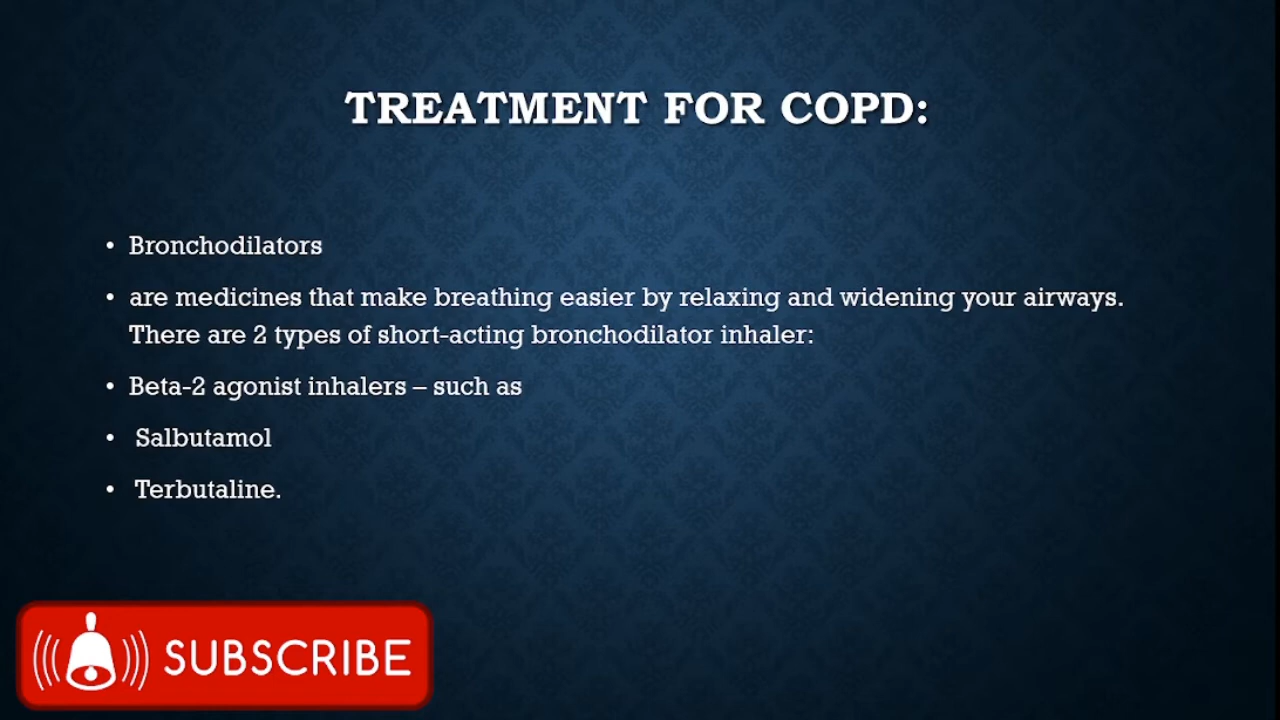 TREATMENT FOR COPD:
• Bronchodilators
• are medicines that make breathing easier by relaxing and widening your airways.
There are 2 types of short-acting bronchodilator inhaler:
• Beta-2 agonist inhalers – such as
• Salbutamol
• Terbutaline.
SUBSCRIBE